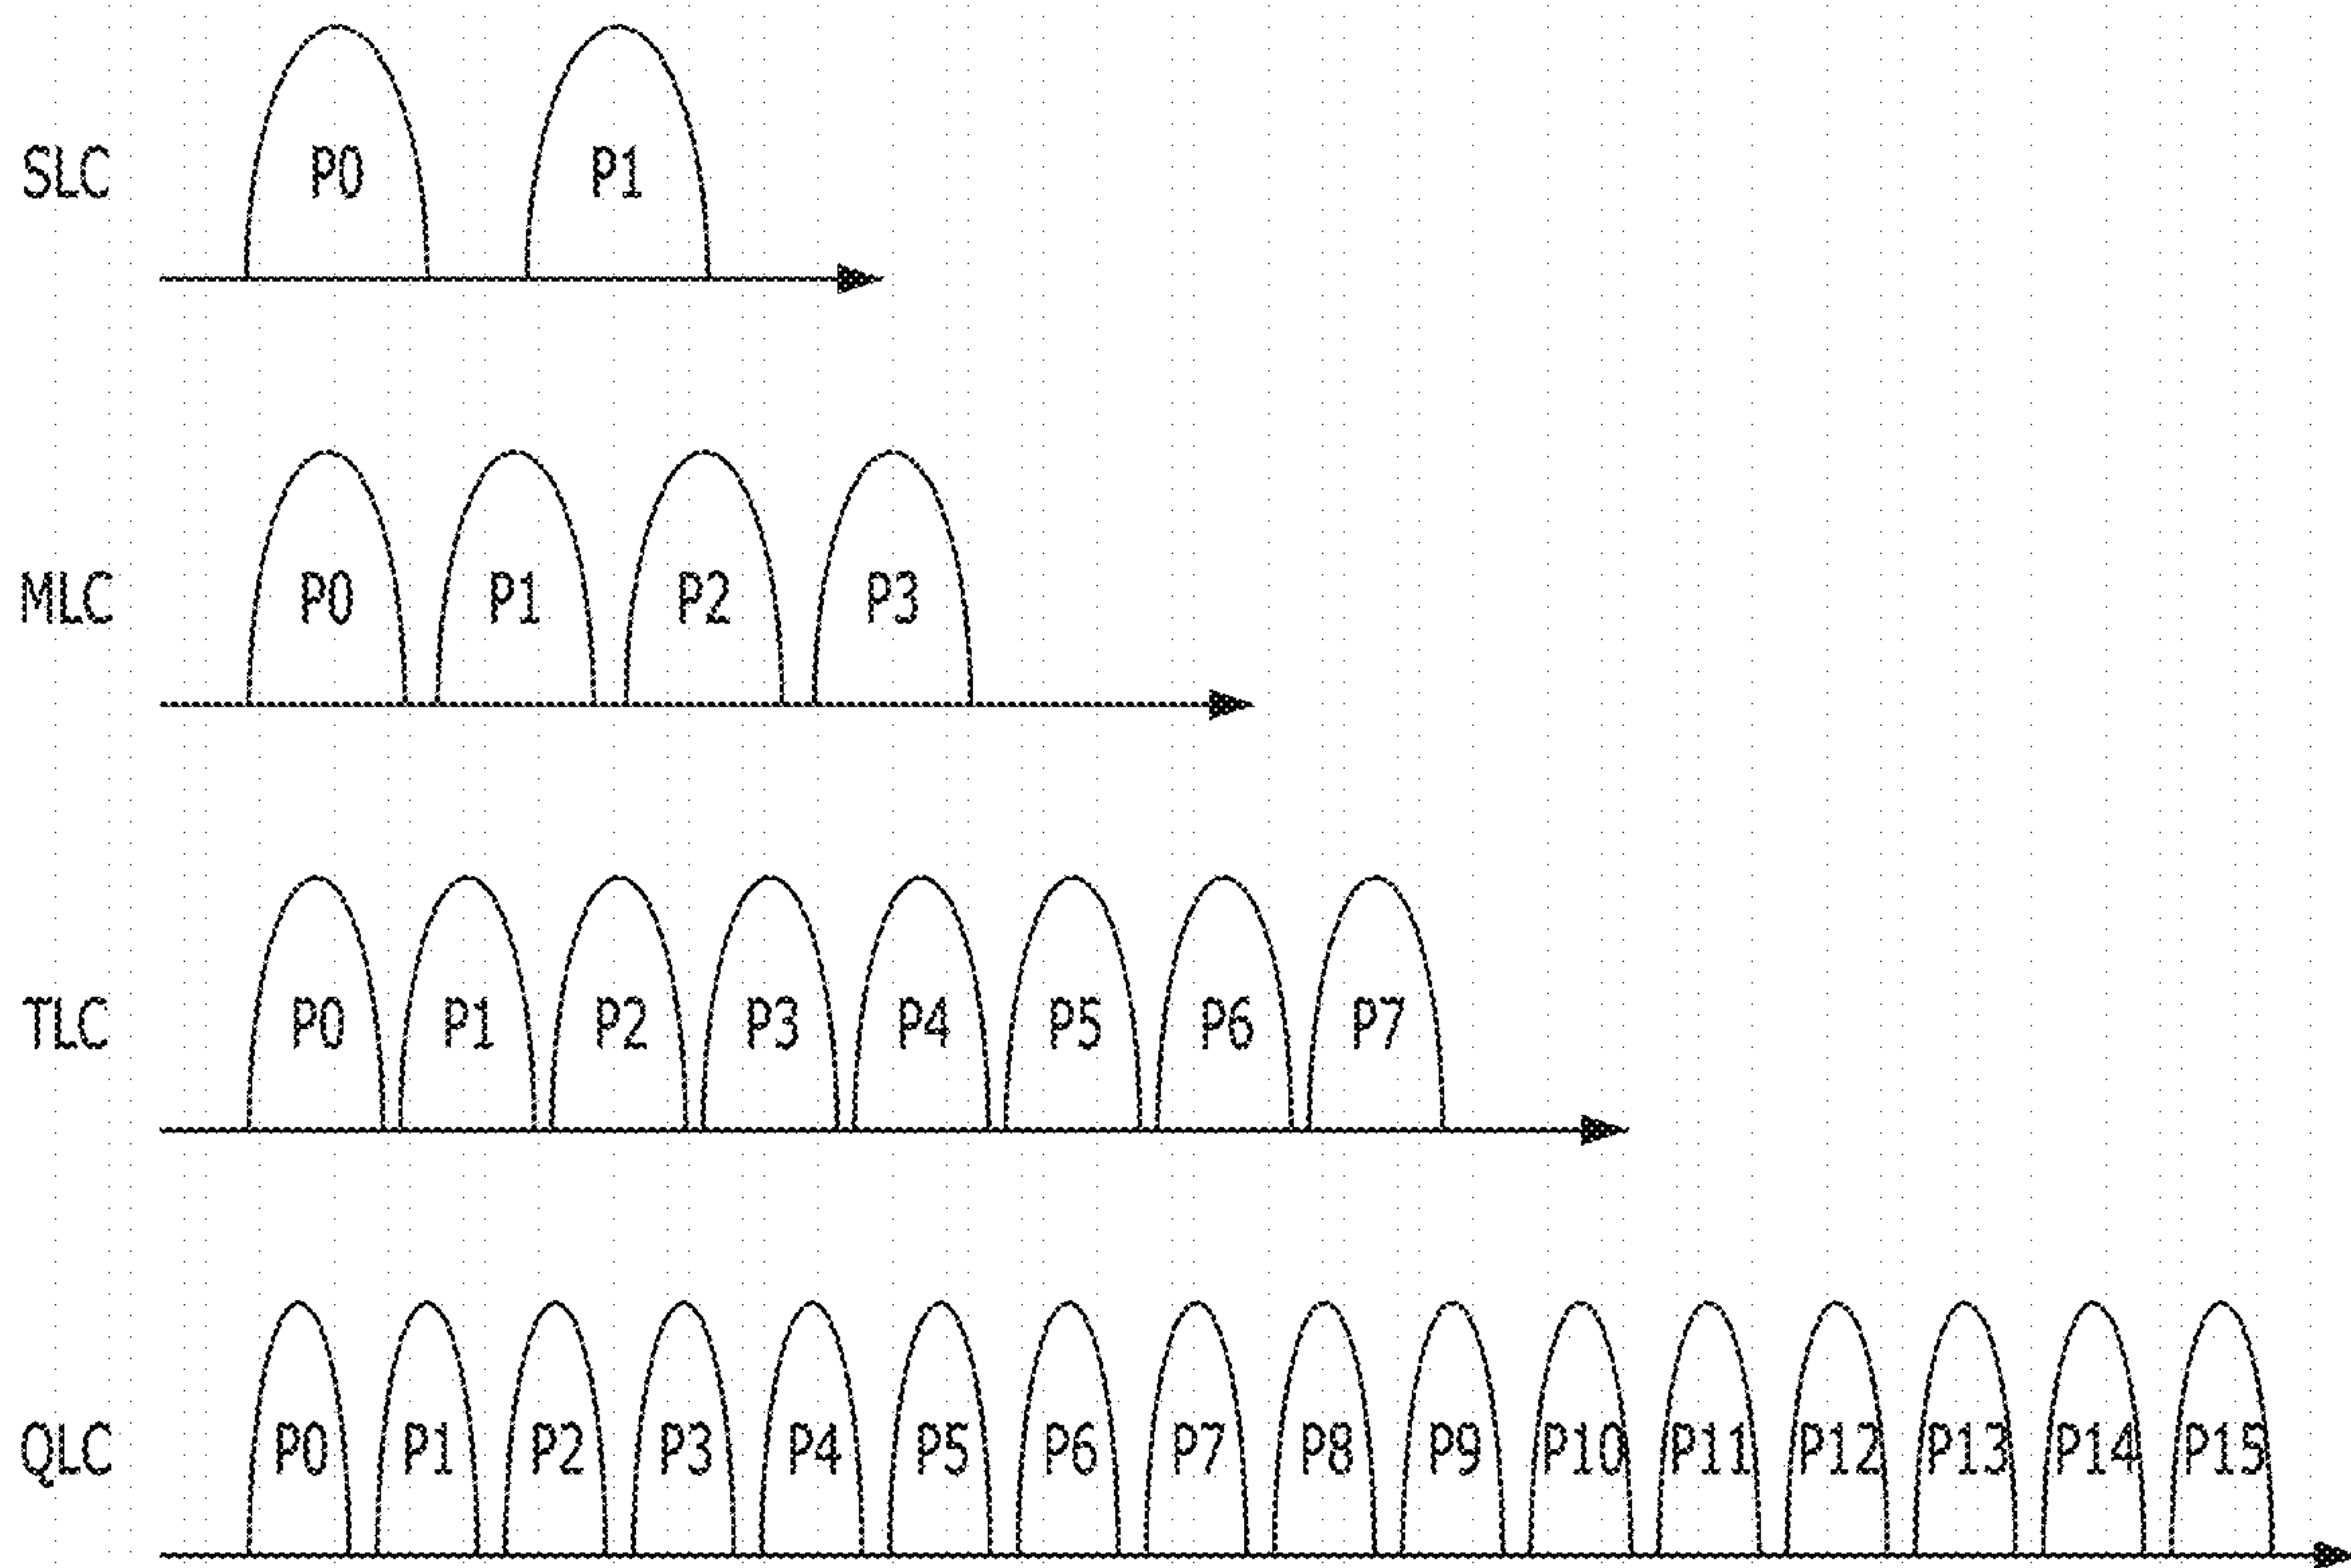 SLC P0 P1
MLC P0 P1 P2 P3
TLC P0 P1 P2 P3 P4 P5 P6 P7
QLC P0 P1 P2 P3 P4 P5 P6 P7 P8 P9 P10 P11 P12 P13 P14 P15